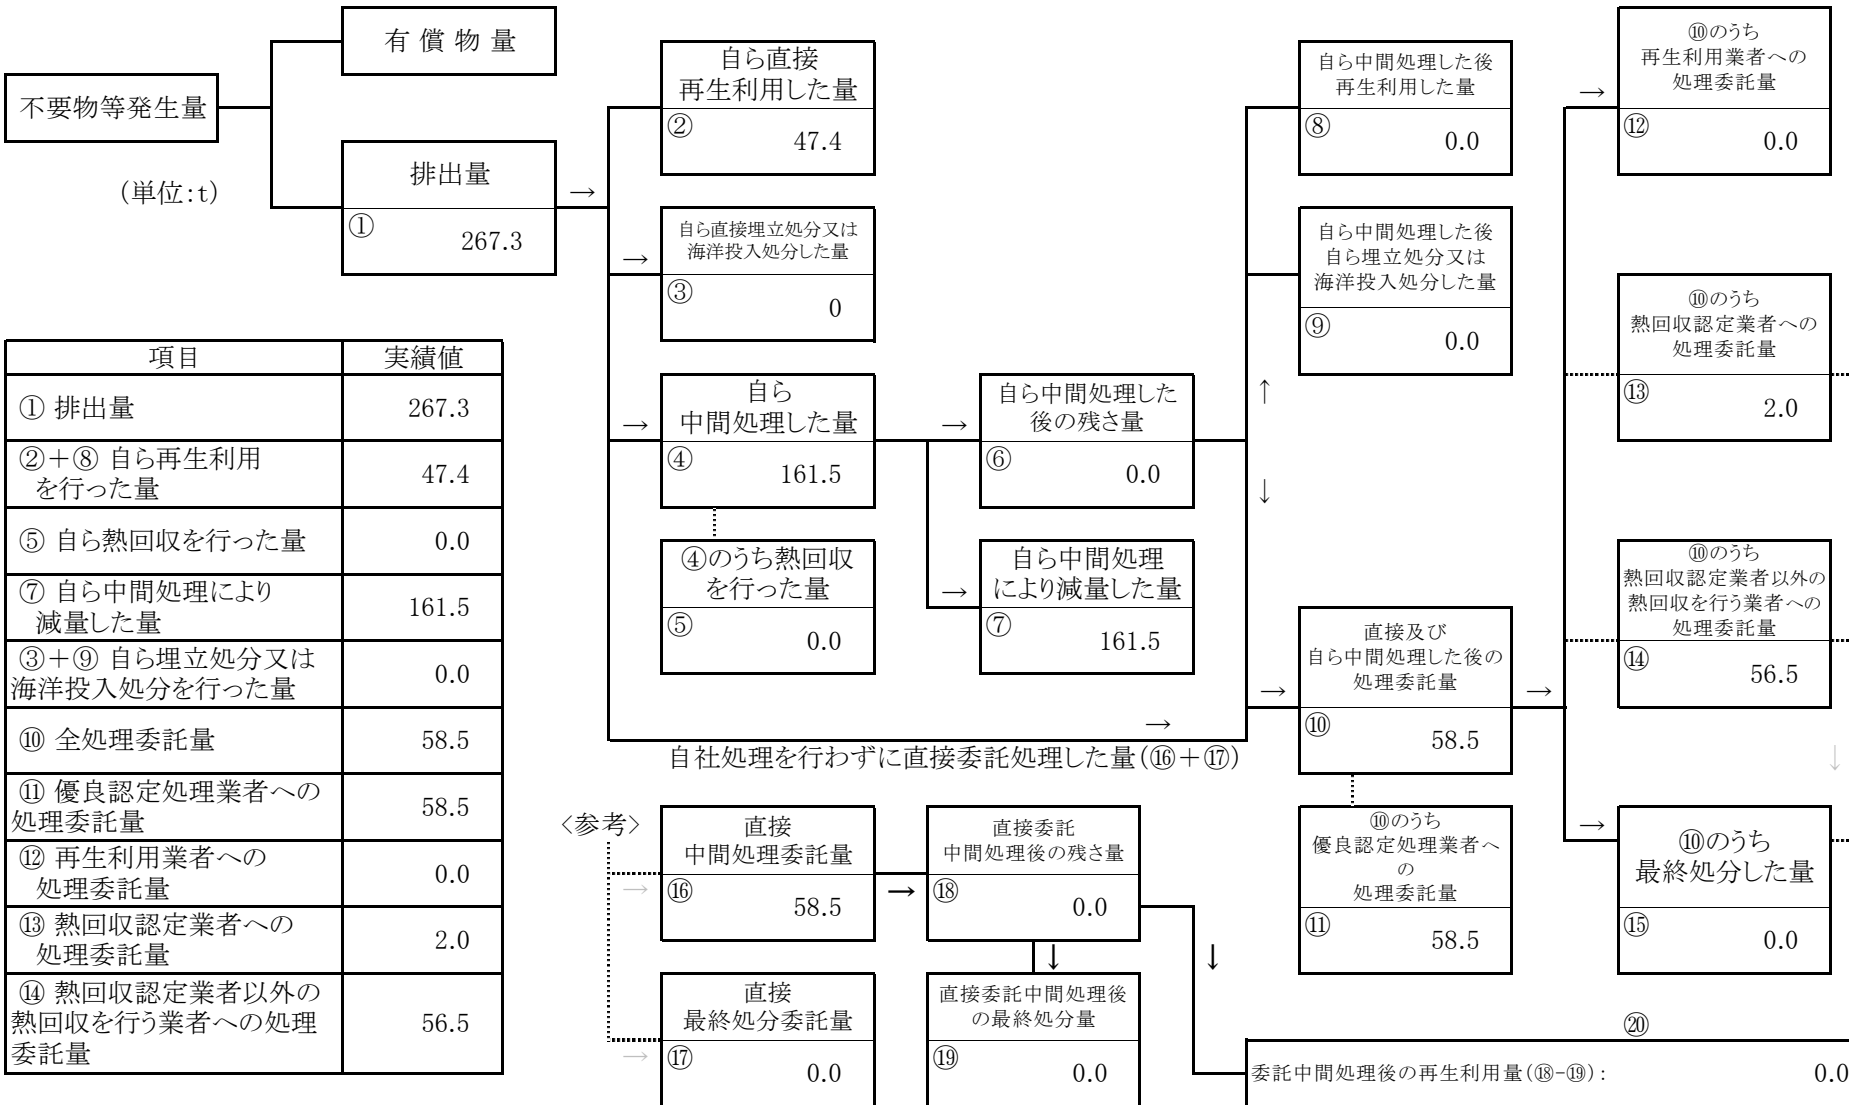 有 償 物 量
不要物等発生量
(単位:t)
排出量
①
267.3
→
自ら直接
再生利用した量
②
47.4
→
自ら直接埋立処分又は
海洋投入処分した量
③
0
→
自ら
中間処理した量
④
161.5
④のうち熱回収
を行った量
⑤
0.0
→
自ら中間処理した
後の残さ量
⑥
0.0
→
自ら中間処理
により減量した量
⑦
161.5
↑
↓
自ら中間処理した後
再生利用した量
⑧
0.0
自ら中間処理した後
自ら埋立処分又は
海洋投入処分した量
⑨
0.0
→
自社処理を行わずに直接委託処理した量(⑯+⑰)
→
直接及び
自ら中間処理した後の
処理委託量
⑩
58.5
→
⑩のうち
優良認定処理業者へ
の
処理委託量
⑪
58.5
→
⑩のうち
再生利用業者への
処理委託量
⑫
0.0
⑩のうち
熱回収認定業者への
処理委託量
⑬
2.0
⑩のうち
熱回収認定業者以外の
熱回収を行う業者への
処理委託量
⑭
56.5
↓
→
⑩のうち
最終処分した量
⑮
0.0
項目 実績値
① 排出量 267.3
②+⑧ 自ら再生利用
を行った量 47.4
⑤ 自ら熱回収を行った量 0.0
⑦ 自ら中間処理により
減量した量 161.5
③+⑨ 自ら埋立処分又は
海洋投入処分を行った量 0.0
⑩ 全処理委託量 58.5
⑪ 優良認定処理業者への
処理委託量 58.5
⑫ 再生利用業者への
処理委託量 0.0
⑬ 熱回収認定業者への
処理委託量 2.0
⑭ 熱回収認定業者以外の
熱回収を行う業者への処理
委託量 56.5
<参考>
→
直接
中間処理委託量
⑯
58.5
→
直接委託
中間処理後の残さ量
⑱
0.0
↓
↓
→
直接
最終処分委託量
⑰
0.0
直接委託中間処理後
の最終処分量
⑲
0.0
⑳
委託中間処理後の再生利用量(⑱-⑲): 0.0